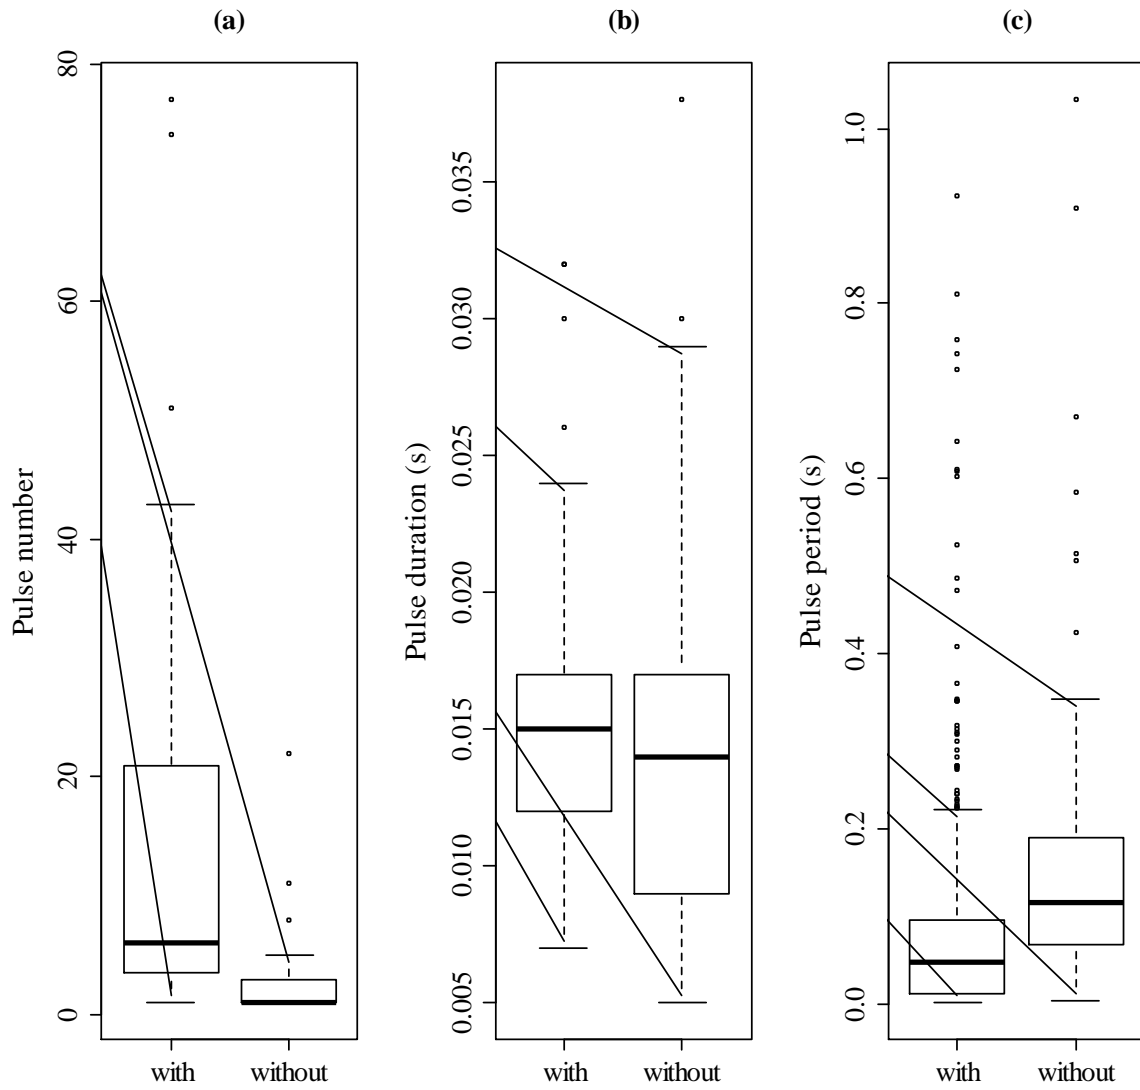 (a)
Pulse number
0
20
40
60
80
with
without
(b)
Pulse duration (s)
0.005
0.010
0.015
0.020
0.025
0.030
0.035
with
without
(c)
Pulse period (s)
0.0
0.2
0.4
0.6
0.8
1.0
with
without